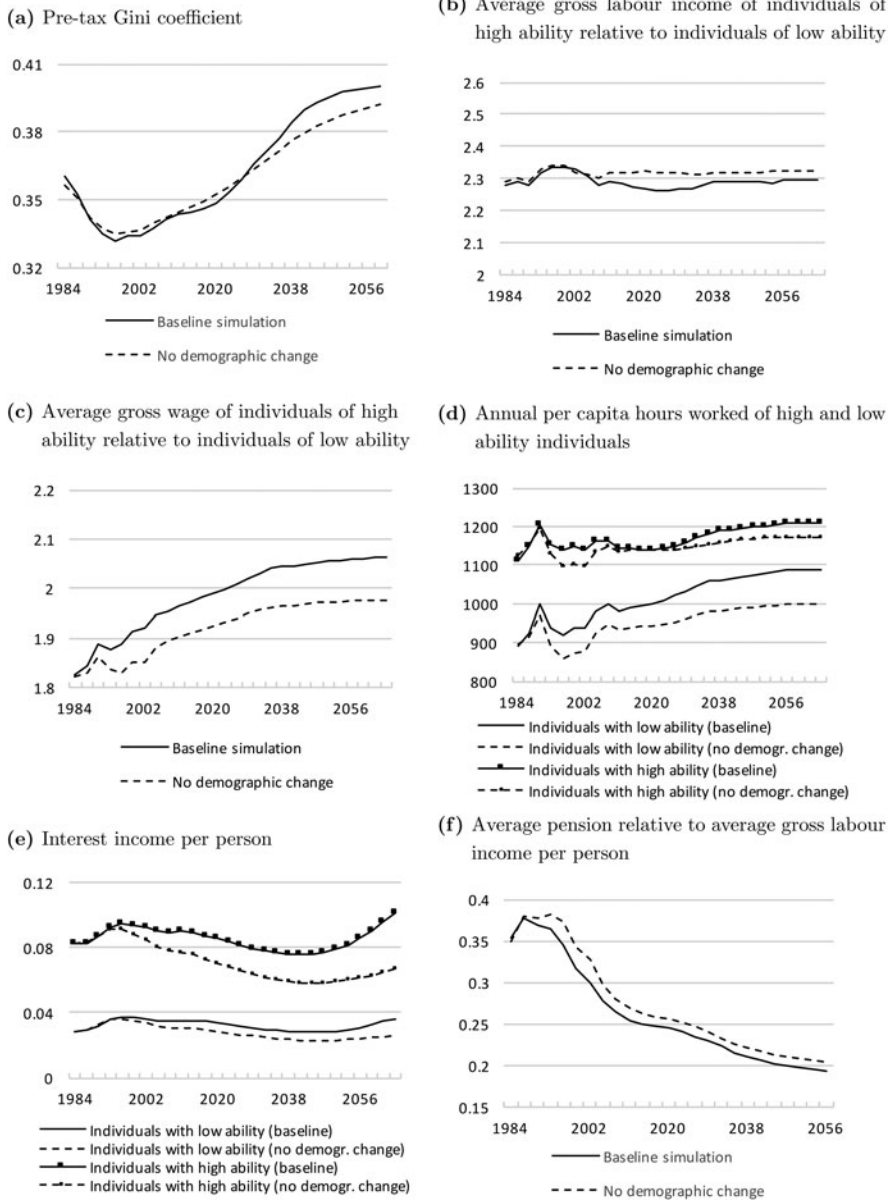 (a) Pre-tax Gini coefficient
0.41
0.38
0.35
0.32
1984 2002 2020 2038 2056
Baseline simulation
No demographic change
(b) Average gross labour income of individuals of
high ability relative to individuals of low ability
2.6
2.5
2.4
2.3
2.2
2.1
2
1984 2002 2020 2038 2056
Baseline simulation
No demographic change
(c) Average gross wage of individuals of high
ability relative to individuals of low ability
2.2
2.1
2
1.9
1.8
1984 2002 2020 2038 2056
Baseline simulation
No demographic change
(d) Annual per capita hours worked of high and low
ability individuals
1300
1200
1100
1000
900
800
1984 2002 2020 2038 2056
Individuals with low ability (baseline)
Individuals with low ability (no demogr. change)
Individuals with high ability (baseline)
Individuals with high ability (no demogr. change)
(e) Interest income per person
0.12
0.08
0.04
0
1984 2002 2020 2038 2056
Individuals with low ability (baseline)
Individuals with low ability (no demogr. change)
Individuals with high ability (baseline)
Individuals with high ability (no demogr. change)
(f) Average pension relative to average gross labour
income per person
0.4
0.35
0.3
0.25
0.2
0.15
1984 2002 2020 2038 2056
Baseline simulation
No demographic change